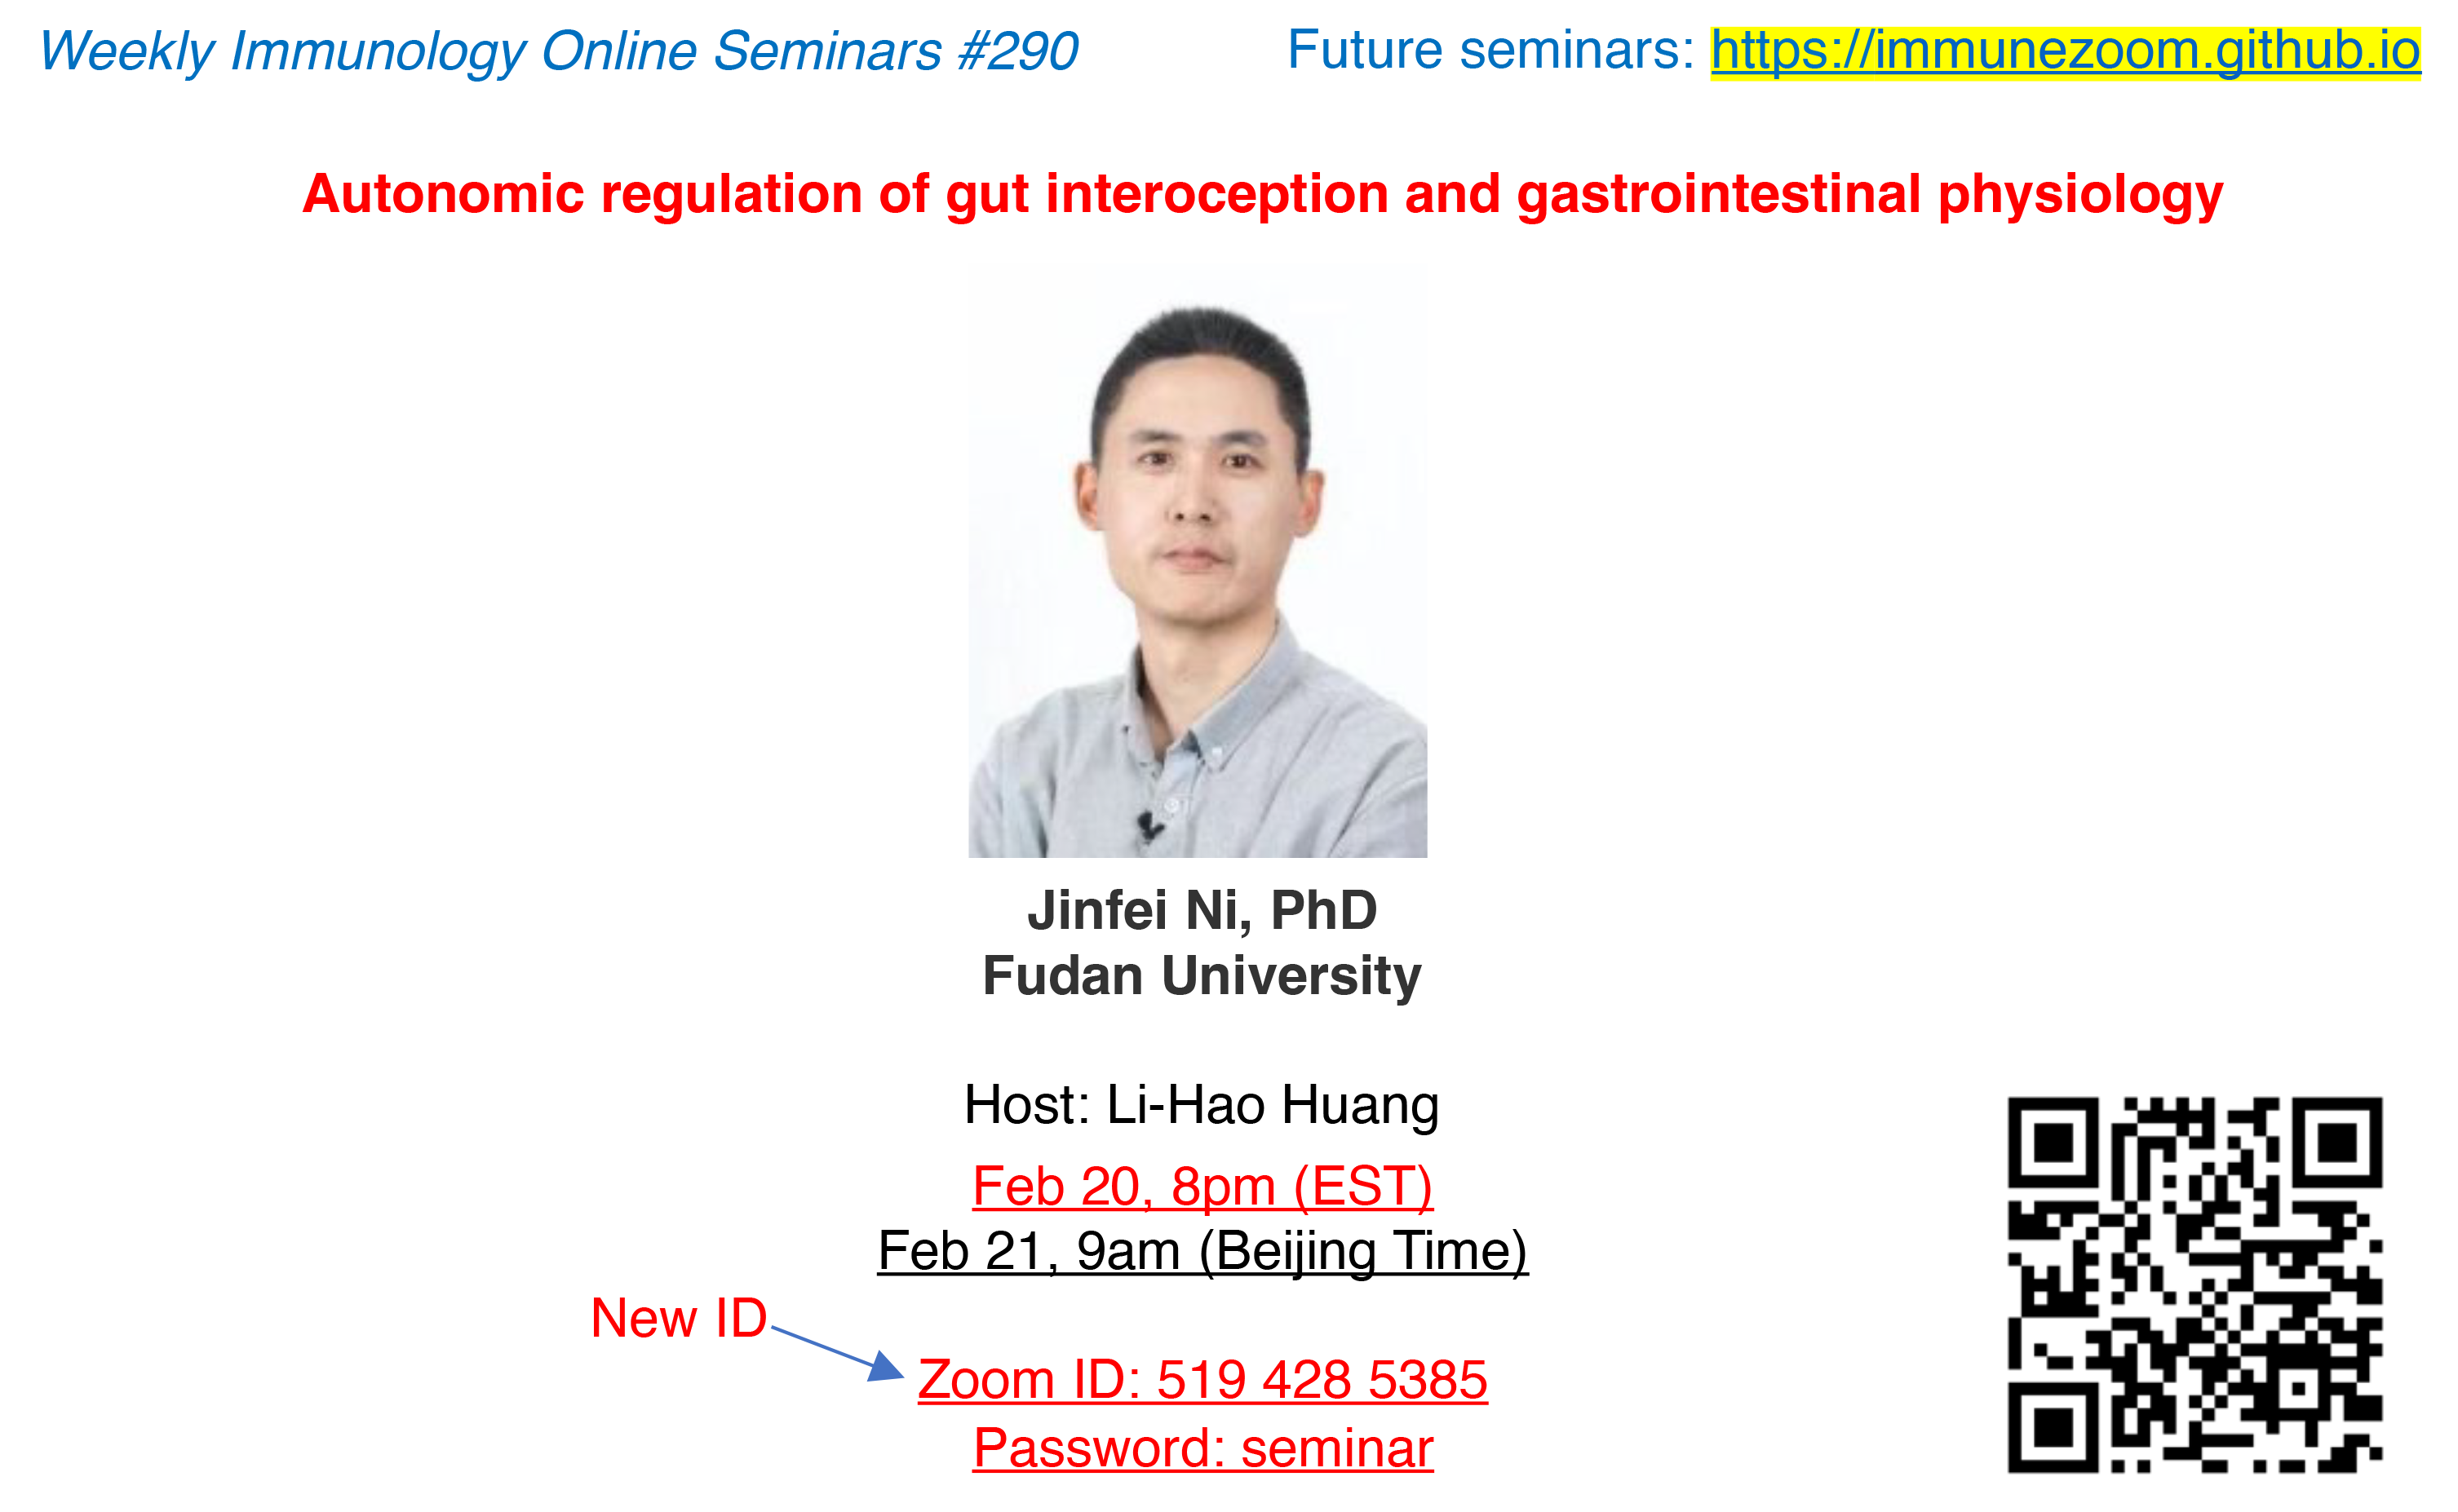 Weekly Immunology Online Seminars #290
Future seminars: https://immunezoom.github.io
Autonomic regulation of gut interoception and gastrointestinal physiology
Jinfei Ni, PhD
Fudan University
Host: Li-Hao Huang
Feb 20, 8pm (EST)
Feb 21, 9am (Beijing Time)
New ID
Zoom ID: 519 428 5385
Password: seminar